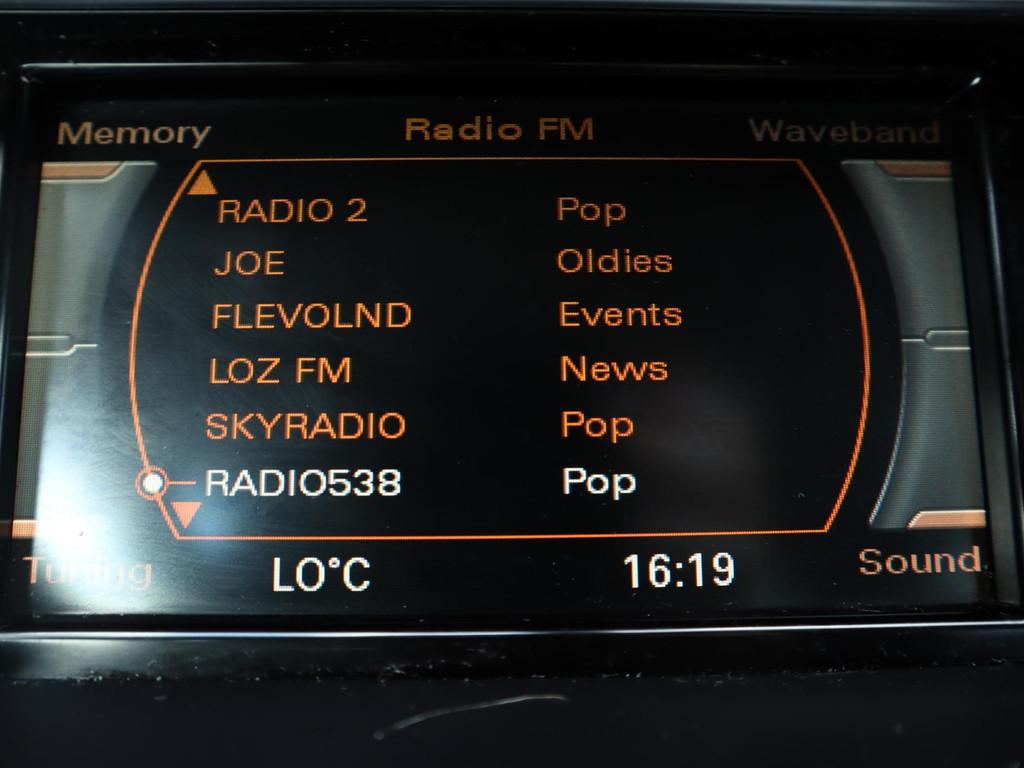 Memory Radio FM Waveband
RADIO 2 Pop
JOE Oldies
FLEVOLND Events
LOZ FM News
SKYRADIO Pop
RADIO538 Pop
Tuning LO°C 16:19 Sound